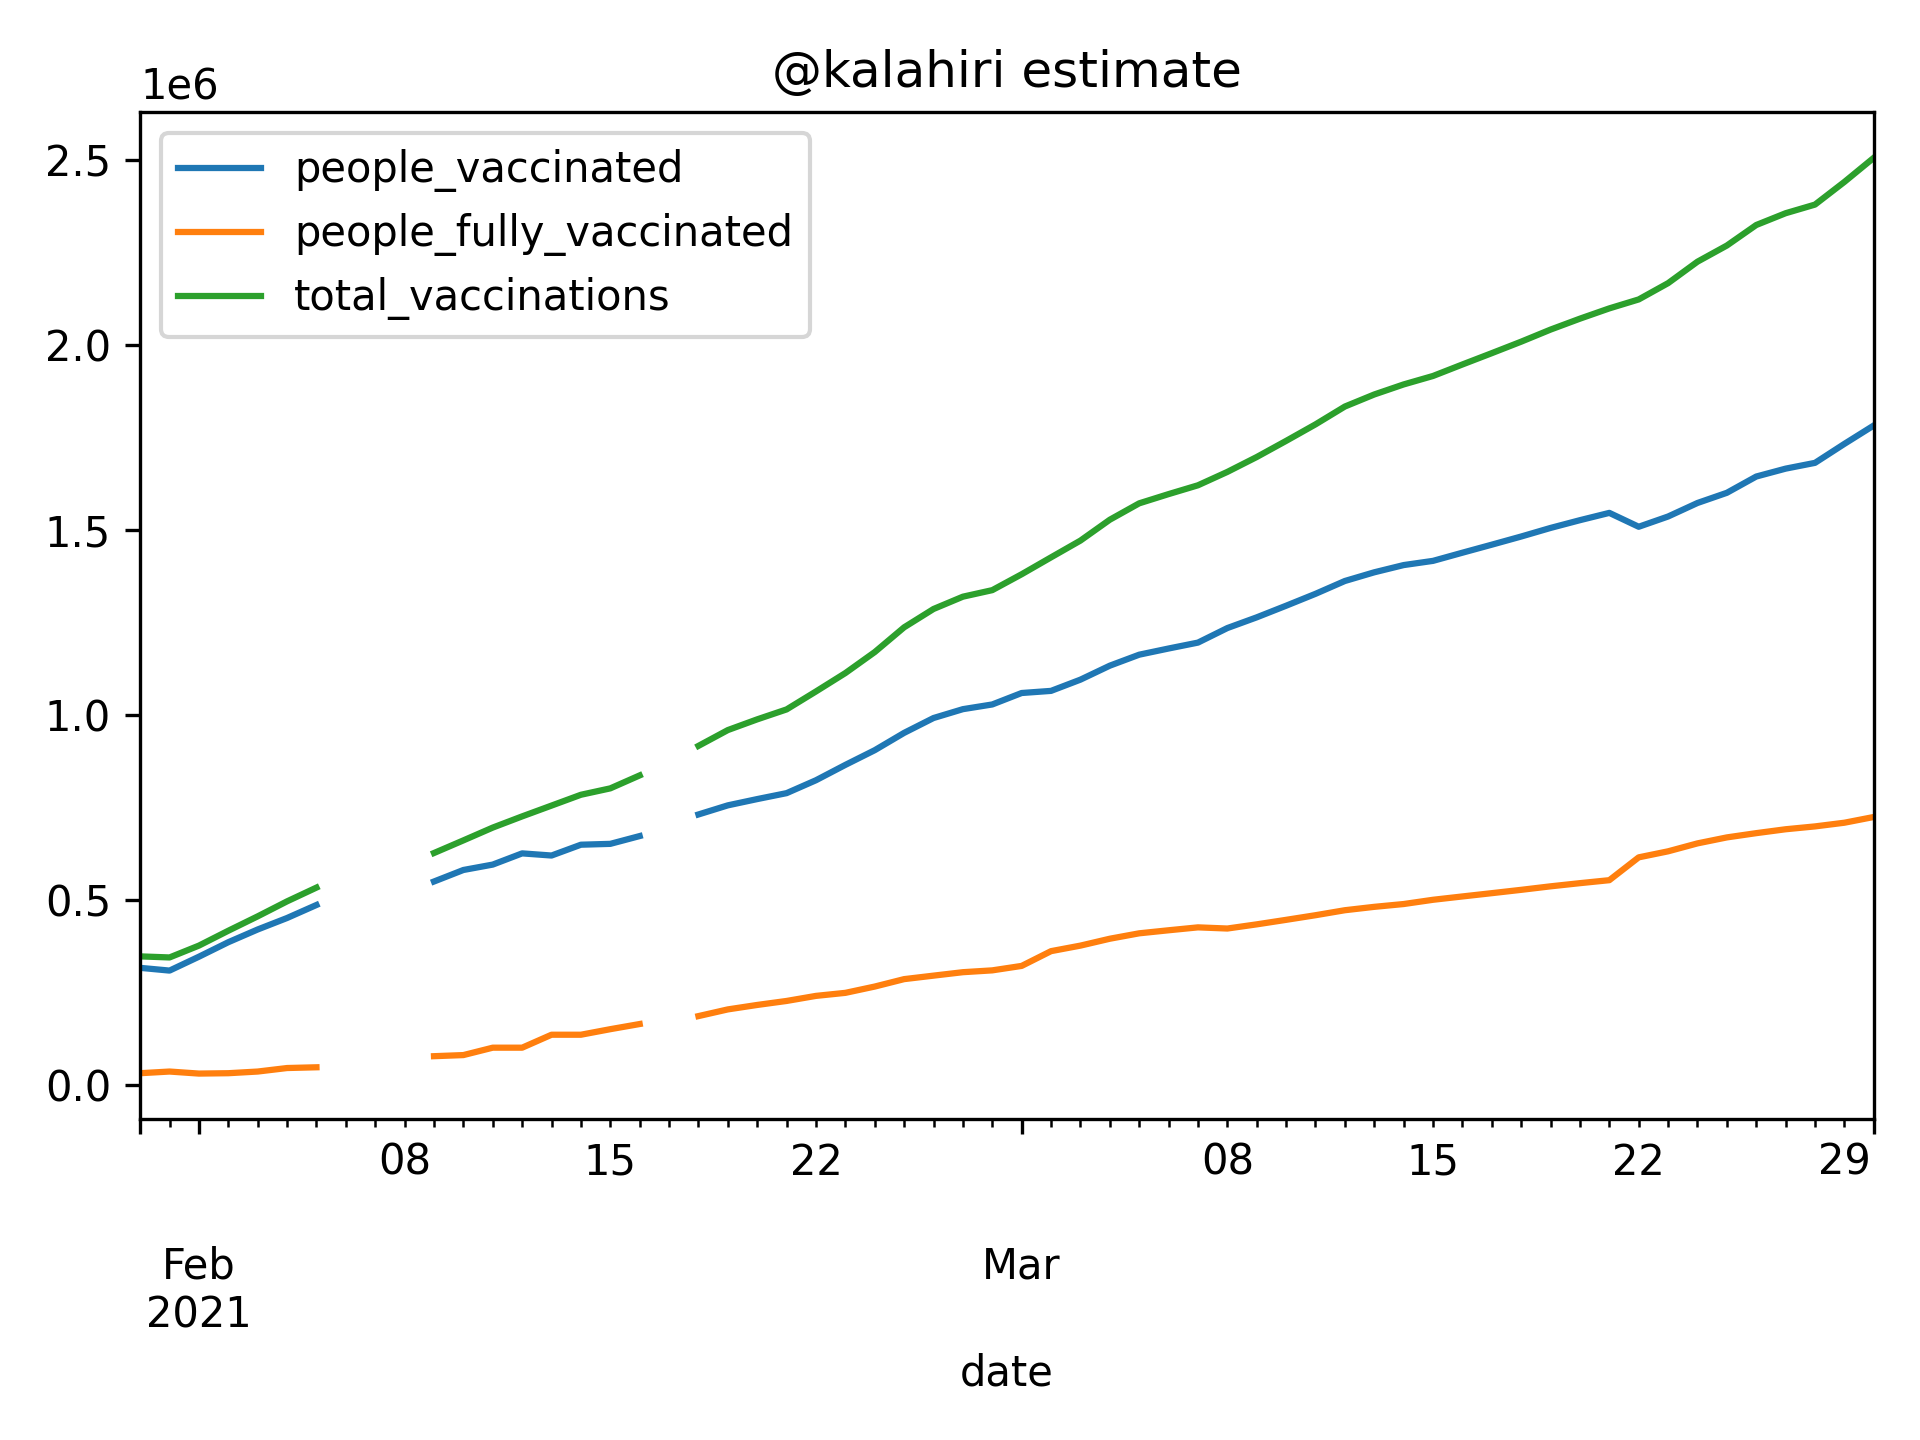 @kalahiri estimate
1e6
people_vaccinated
people_fully_vaccinated
total_vaccinations
2.5
2.0
1.5
1.0
0.5
0.0
08 15 22 08 15 22 29
Feb Mar
2021
date